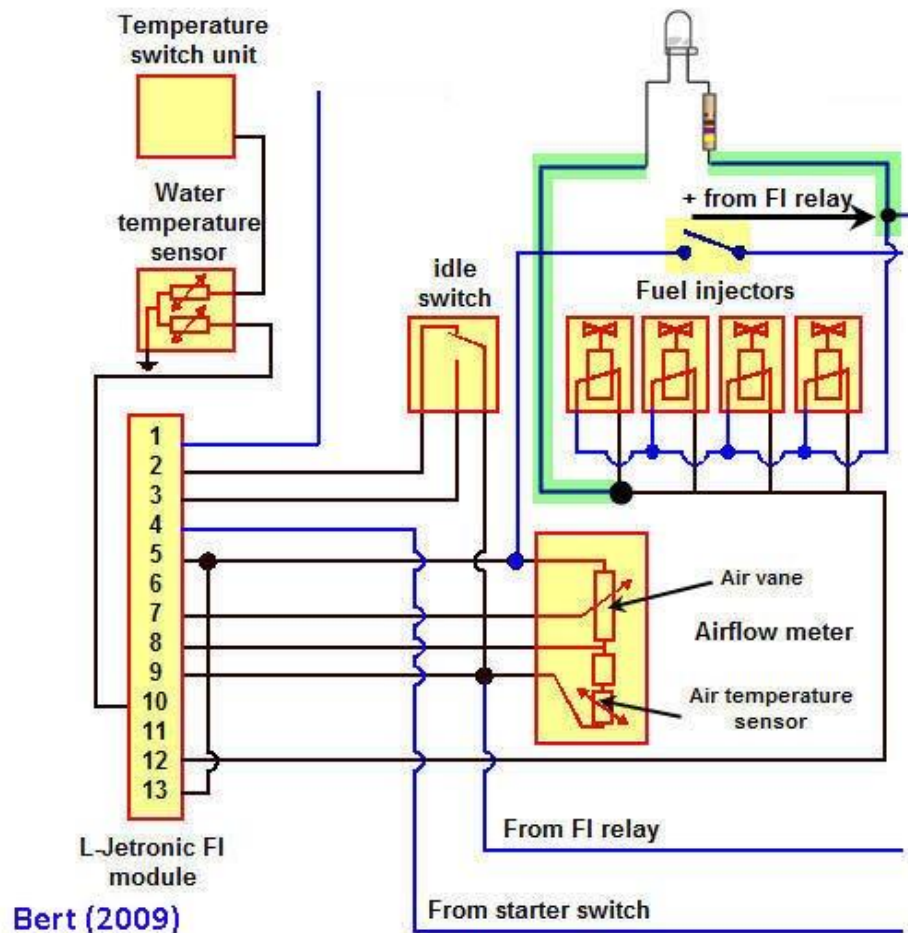 Temperature
switch unit
Water
temperature
sensor
+ from FI relay
idle
switch
Fuel injectors
1
2
3
4
5
6
7
8
9
10
11
12
13
Air vane
Airflow meter
Air temperature
sensor
L-Jetronic FI
module
From FI relay
From starter switch
Bert (2009)